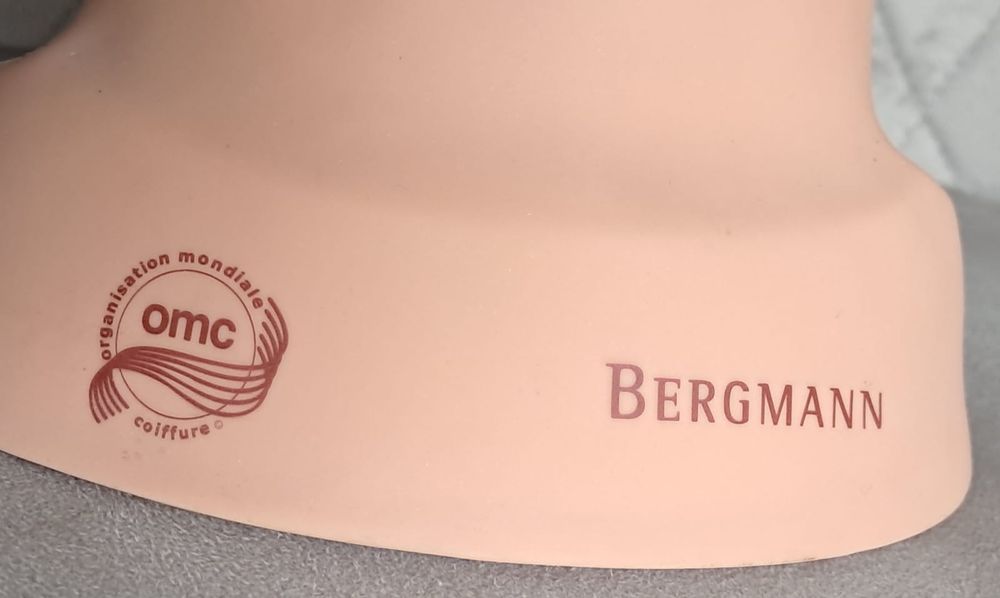 organisation mondiale
omc
coiffure©
BERGMANN